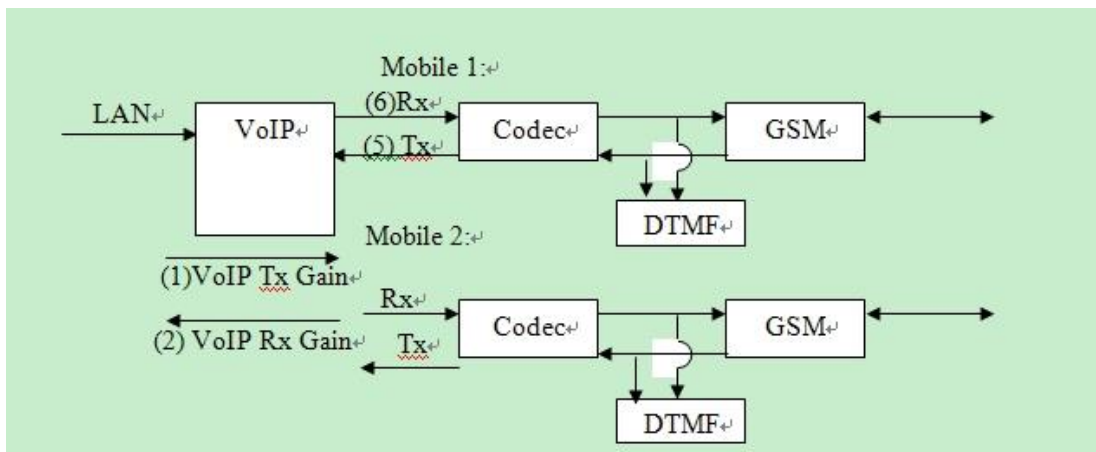 Mobile 1:
(6)Rx
LAN
VoIP
Codec
GSM
(5) Tx
DTMF
Mobile 2:
(1)VoIP Tx Gain
Rx
Codec
GSM
(2) VoIP Rx Gain
Tx
DTMF